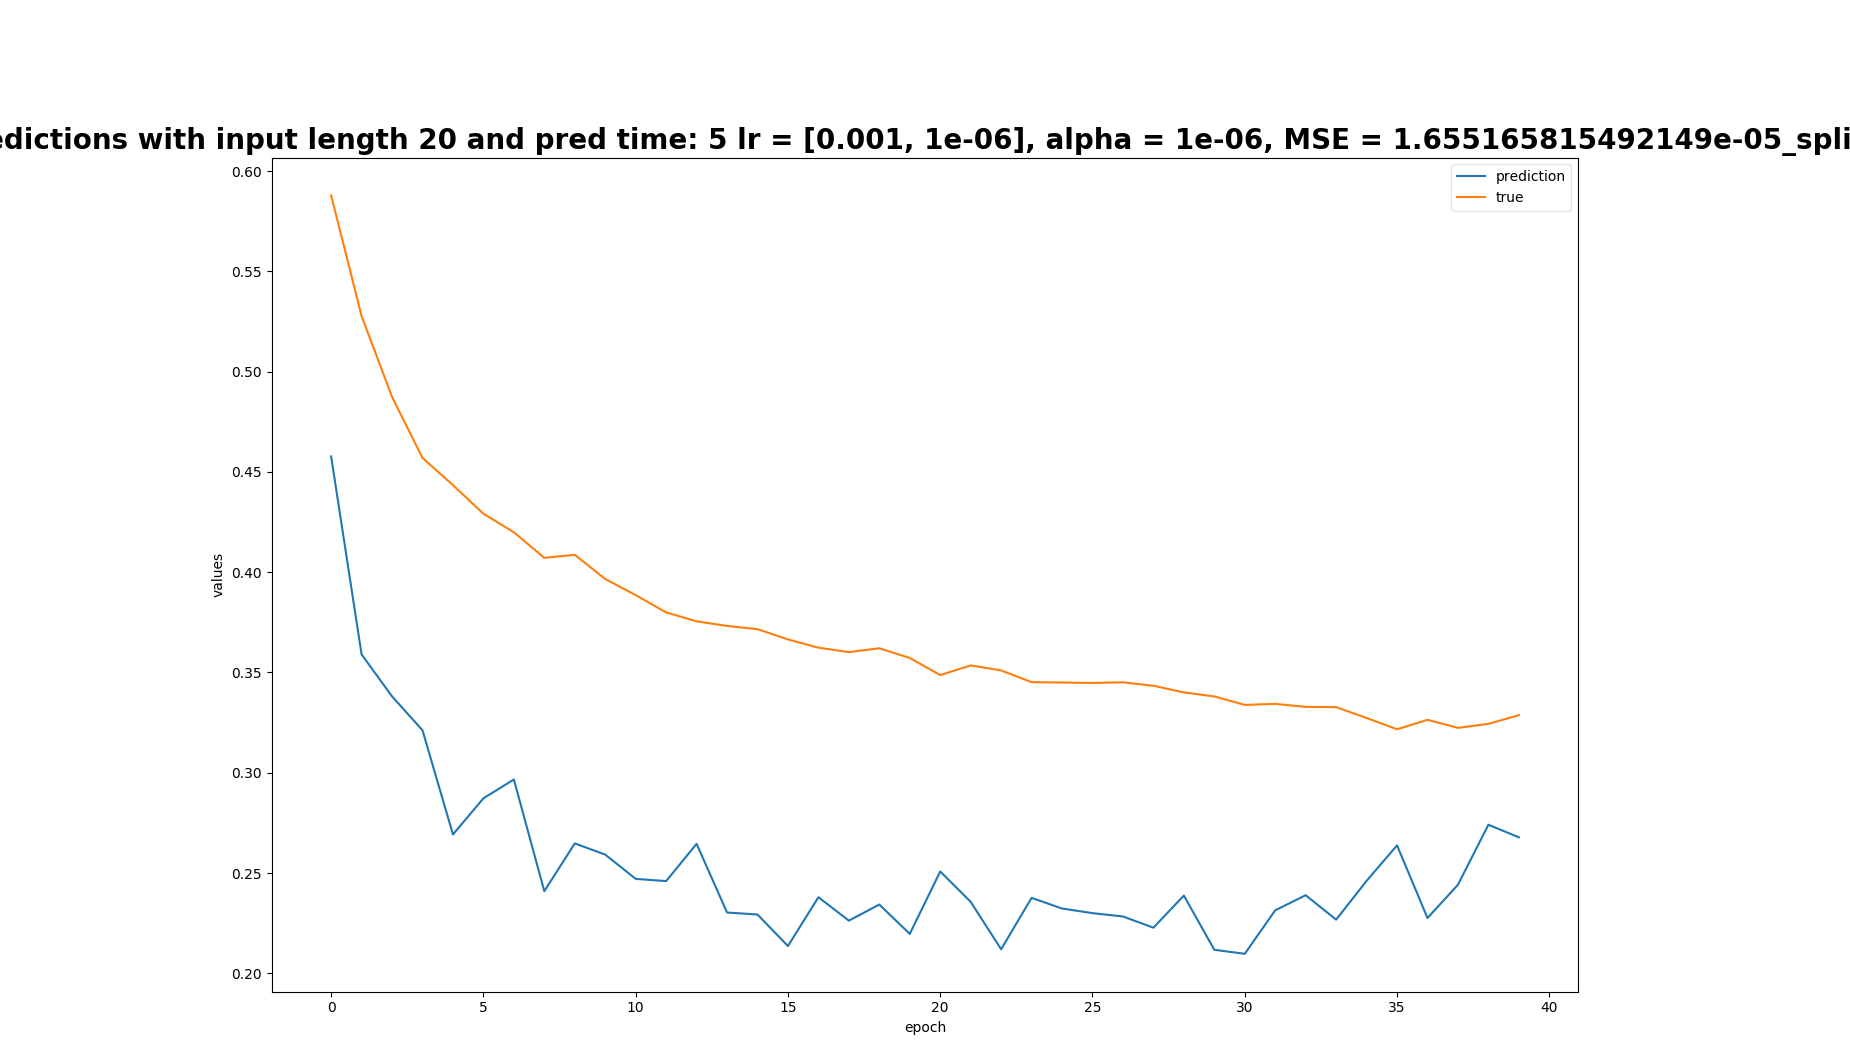 with input length 20 and pred time: 5 lr = [0.001, 1e-06], alpha = 1e-06, MSE = 1.655165815492149e-05_spli
prediction
true
0.60
0.55
0.50
0.45
0.40
0.35
0.30
0.25
0.20
values
0 5 10 15 20 25 30 35 40
epoch